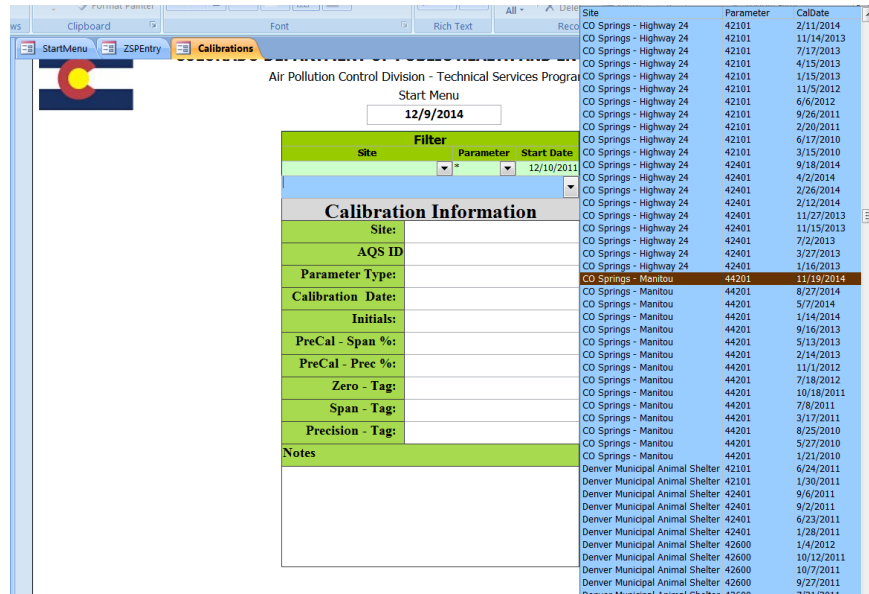 Format Painter
All
Dele
ws Clipboard Font Rich Text Reco
StartMenu ZSPEntry Calibrations
Air Pollution Control Division - Technical Services Progra
Start Menu
12/9/2014
Filter
Site Parameter Start Date
* 12/10/2011
Calibration Information
Site:
AQS ID
Parameter Type:
Calibration Date:
Initials:
PreCal - Span %:
PreCal - Prec %:
Zero - Tag:
Span - Tag:
Precision - Tag:
Notes
Site Parameter CalDate
CO Springs - Highway 24 42101 2/11/2014
CO Springs - Highway 24 42101 11/14/2013
CO Springs - Highway 24 42101 7/17/2013
CO Springs - Highway 24 42101 4/15/2013
CO Springs - Highway 24 42101 1/15/2013
CO Springs - Highway 24 42101 11/5/2012
CO Springs - Highway 24 42101 6/6/2012
CO Springs - Highway 24 42101 9/26/2011
CO Springs - Highway 24 42101 2/20/2011
CO Springs - Highway 24 42101 6/17/2010
CO Springs - Highway 24 42101 3/15/2010
CO Springs - Highway 24 42401 9/18/2014
CO Springs - Highway 24 42401 4/2/2014
CO Springs - Highway 24 42401 2/26/2014
CO Springs - Highway 24 42401 2/12/2014
CO Springs - Highway 24 42401 11/27/2013
CO Springs - Highway 24 42401 11/15/2013
CO Springs - Highway 24 42401 7/2/2013
CO Springs - Highway 24 42401 3/27/2013
CO Springs - Highway 24 42401 1/16/2013
CO Springs - Manitou 44201 11/19/2014
CO Springs - Manitou 44201 8/27/2014
CO Springs - Manitou 44201 5/7/2014
CO Springs - Manitou 44201 1/14/2014
CO Springs - Manitou 44201 9/16/2013
CO Springs - Manitou 44201 5/13/2013
CO Springs - Manitou 44201 2/14/2013
CO Springs - Manitou 44201 11/1/2012
CO Springs - Manitou 44201 7/18/2012
CO Springs - Manitou 44201 10/18/2011
CO Springs - Manitou 44201 7/8/2011
CO Springs - Manitou 44201 3/17/2011
CO Springs - Manitou 44201 8/25/2010
CO Springs - Manitou 44201 5/27/2010
CO Springs - Manitou 44201 1/21/2010
Denver Municipal Animal Shelter 42101 6/24/2011
Denver Municipal Animal Shelter 42101 1/30/2011
Denver Municipal Animal Shelter 42401 9/6/2011
Denver Municipal Animal Shelter 42401 9/2/2011
Denver Municipal Animal Shelter 42401 6/23/2011
Denver Municipal Animal Shelter 42401 1/28/2011
Denver Municipal Animal Shelter 42600 1/4/2012
Denver Municipal Animal Shelter 42600 10/12/2011
Denver Municipal Animal Shelter 42600 10/7/2011
Denver Municipal Animal Shelter 42600 9/27/2011